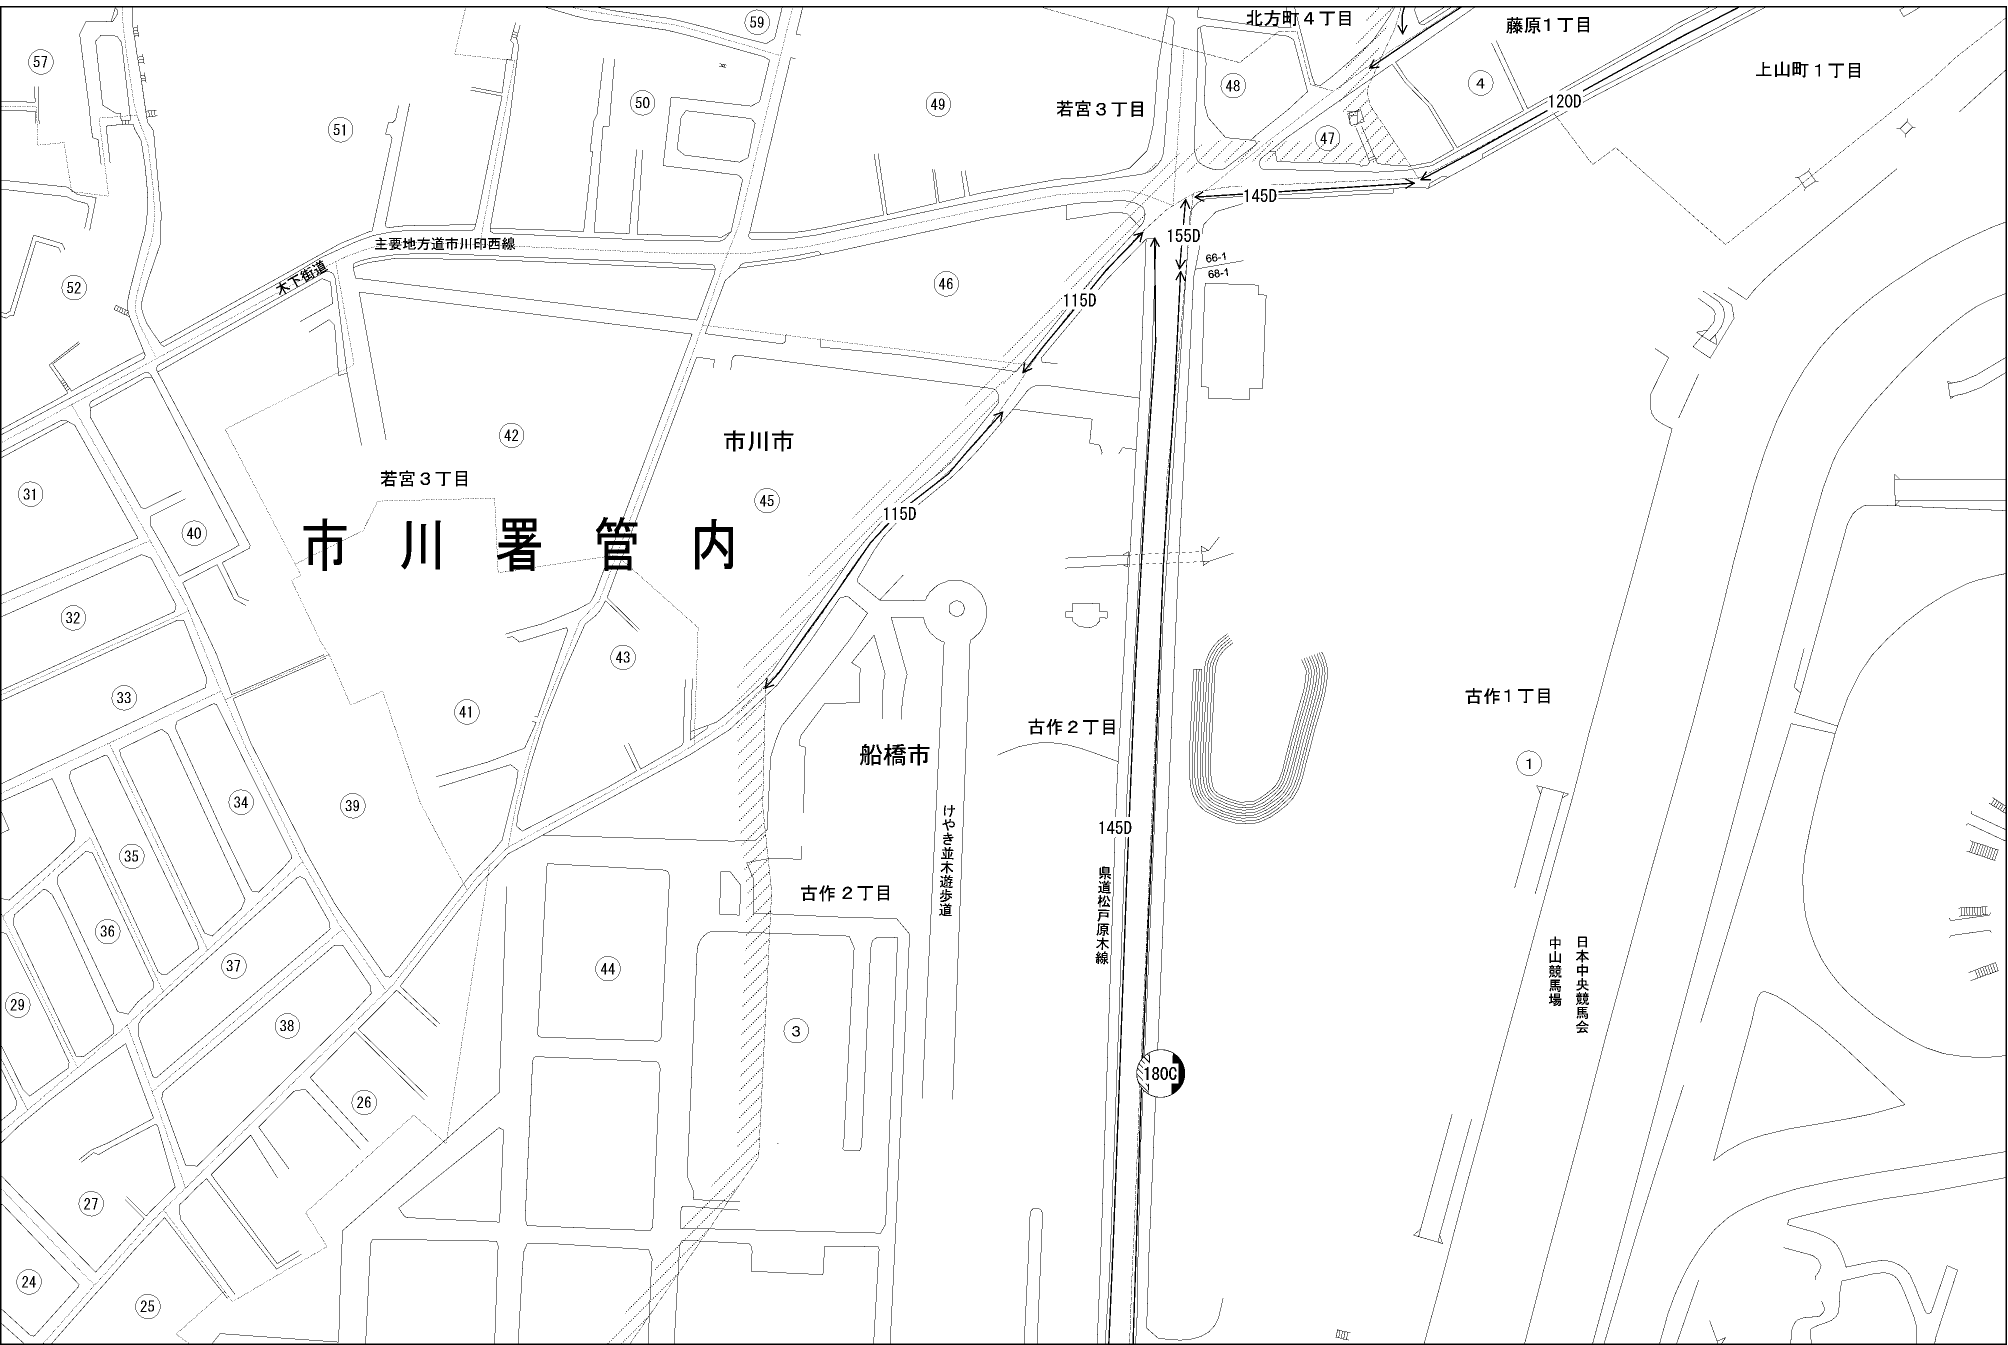 北方町４丁目
藤原１丁目
59
57
上山町１丁目
48
4
50
49
若宮３丁目
120D
51
47
145D
155D
主要地方道市川印西線
66-1
68-1
木下街道
52
46
115D
42
市川市
若宮３丁目
31
45
115D
40
市川署管内
32
43
33
古作１丁目
41
古作２丁目
船橋市
1
34
39
145D
けやき並木遊歩道
35
古作２丁目
県道松戸原木線
36
37
44
日本中央競馬会
中山競馬場
29
38
3
180C
26
27
24
25